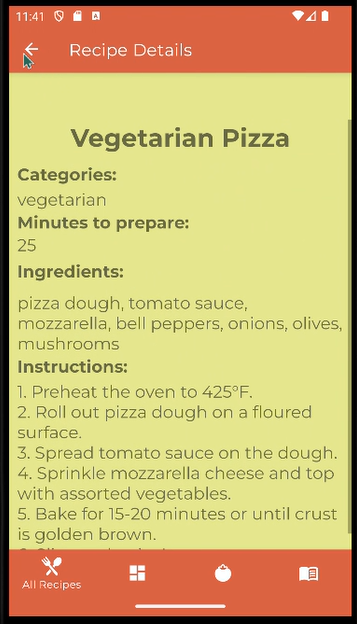 11:41
Recipe Details
Vegetarian Pizza
Categories:
vegetarian
Minutes to prepare:
25
Ingredients:
pizza dough, tomato sauce,
mozzarella, bell peppers, onions, olives,
mushrooms
Instructions:
1. Preheat the oven to 425°F.
2. Roll out pizza dough on a floured
surface.
3. Spread tomato sauce on the dough.
4. Sprinkle mozzarella cheese and top
with assorted vegetables.
5. Bake for 15-20 minutes or until crust
is golden brown.
All Recipes